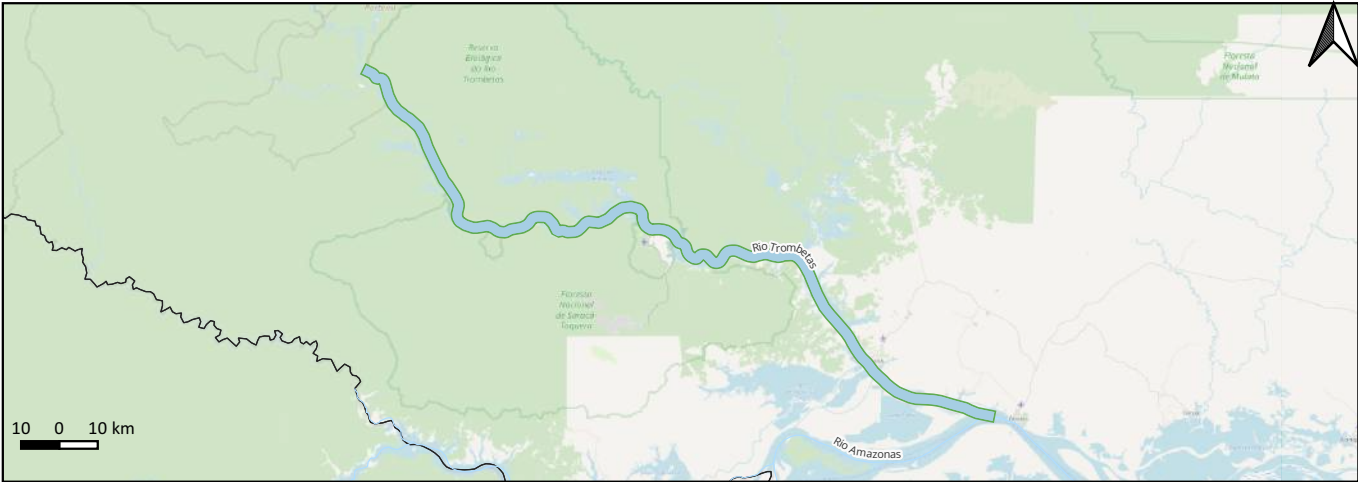 Reserva
Biológica
do Rio
Trombetas
Floresta
Nacional
de Mulata
Rio Trombetas
Floresta
Nacional
de Saracá
Taquera
Rio Amazonas
10 0 10 km